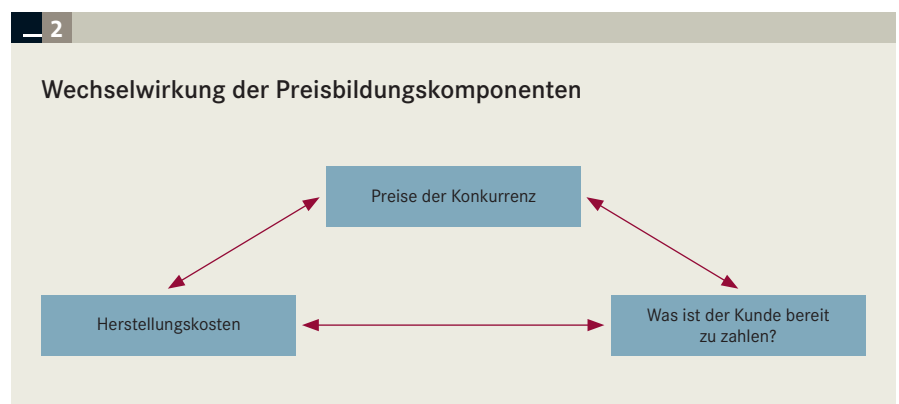 2
Wechselwirkung der Preisbildungskomponenten
Preise der Konkurrenz
Herstellungskosten
Was ist der Kunde bereit
zu zahlen?